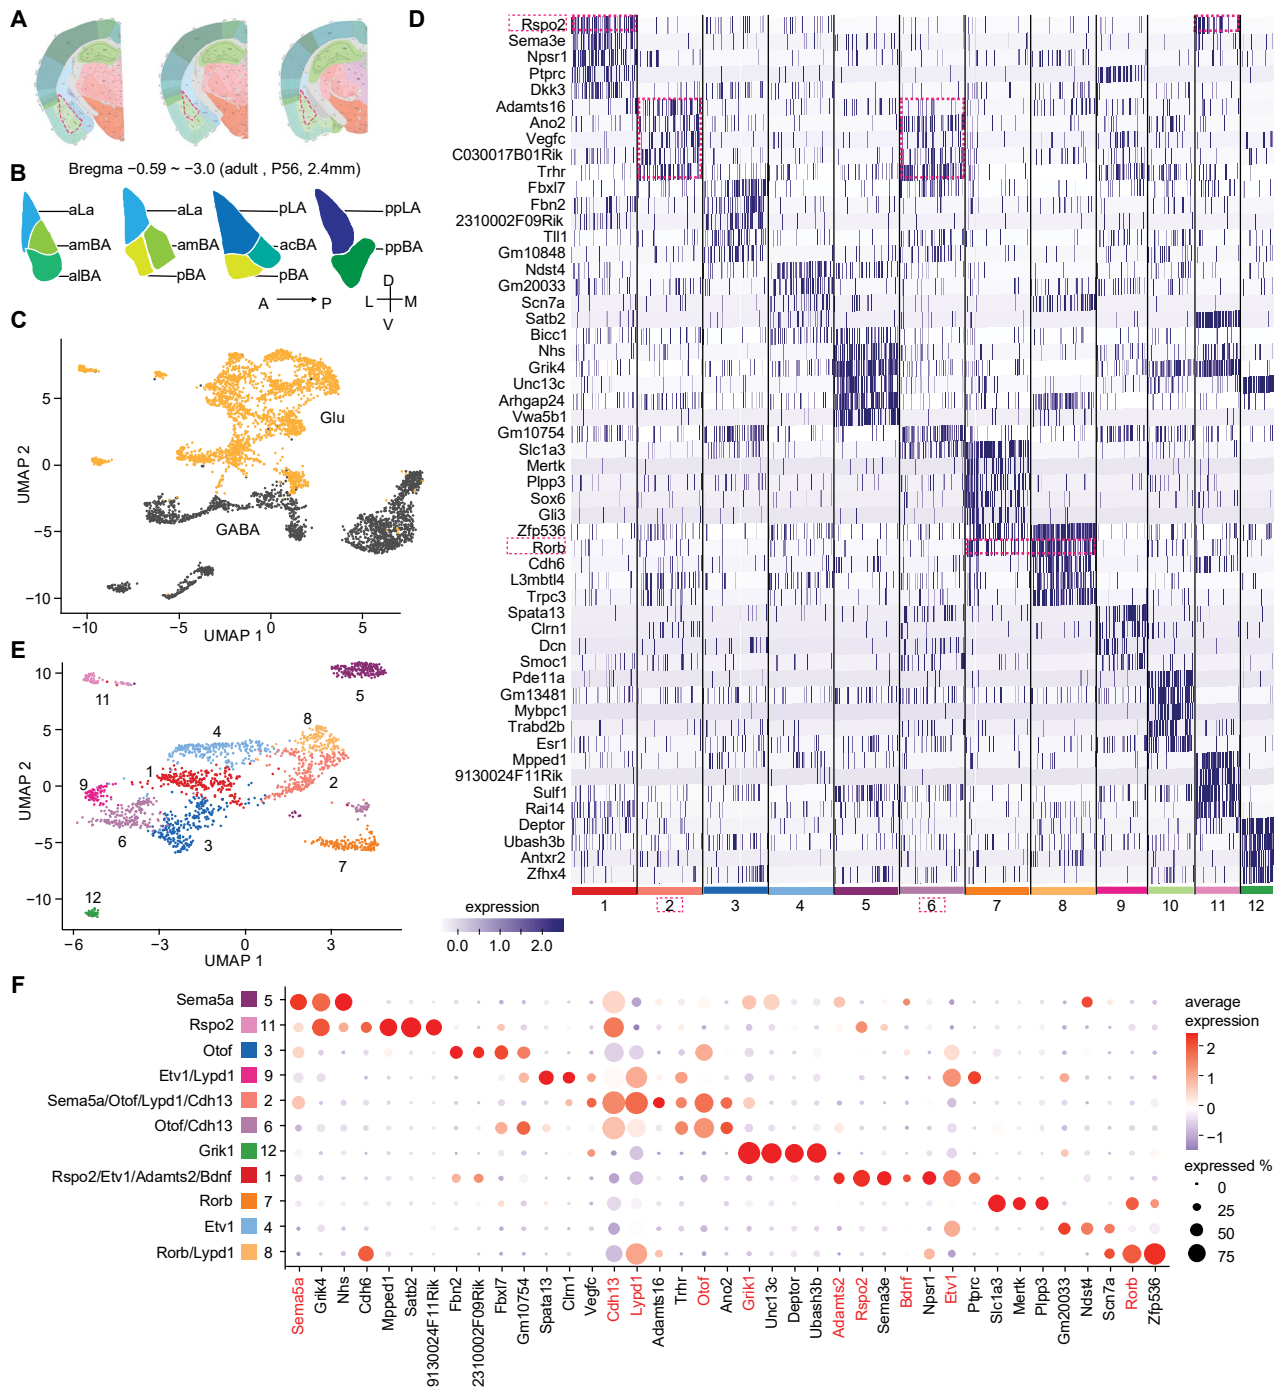 A
Bregma −0.59 ~ −3.0 (adult , P56, 2.4mm)
B
aLa
amBA
alBA
aLa
amBA
pBA
pLA
acBA
pBA
ppLA
ppBA
A
P
D
L
M
V
C
UMAP 2
5
0
−5
−10
Glu
GABA
−10
−5
0
5
UMAP 1
D
Rspo2
Sema3e
Npsr1
Ptprc
Dkk3
Adamts16
Ano2
Vegfc
C030017B01Rik
Trhr
Fbxl7
Fbn2
2310002F09Rik
Tll1
Gm10848
Ndst4
Gm20033
Scn7a
Satb2
Bicc1
Nhs
Grik4
Unc13c
Arhgap24
Vwa5b1
Gm10754
Slc1a3
Mertk
Plpp3
Sox6
Gli3
Zfp536
Rorb
Cdh6
L3mbtl4
Trpc3
Spata13
Clrn1
Dcn
Smoc1
Pde11a
Gm13481
Mybpc1
Trabd2b
Esr1
Mpped1
9130024F11Rik
Sulf1
Rai14
Deptor
Ubash3b
Antxr2
Zfhx4
1 2 3 4 5 6 7 8 9 10 11 12
expression
0.0 1.0 2.0
E
UMAP 2
10
5
0
−5
−10
11
5
8
4
1
2
9
6
3
7
12
−6
−3
0
3
UMAP 1
F
Sema5a 5
Rspo2 11
Otof 3
Etv1/Lypd1 9
Sema5a/Otof/Lypd1/Cdh13 2
Otof/Cdh13 6
Grik1 12
Rspo2/Etv1/Adamts2/Bdnf 1
Rorb 7
Etv1 4
Rorb/Lypd1 8
Sema5a
Grik4
Nhs
Cdh6
Mpped1
Satb2
9130024F11Rik
Fbn2
2310002F09Rik
Fbxl7
Gm10754
Spata13
Clrn1
Vegfc
Cdh13
Lypd1
Adamts16
Trhr
Otof
Ano2
Grik1
Unc13c
Deptor
Ubash3b
Adamts2
Rspo2
Sema3e
Bdnf
Npsr1
Etv1
Ptprc
Slc1a3
Mertk
Plpp3
Gm20033
Ndst4
Scn7a
Rorb
Zfp536
average
expression
2
1
0
−1
expressed %
0
25
50
75